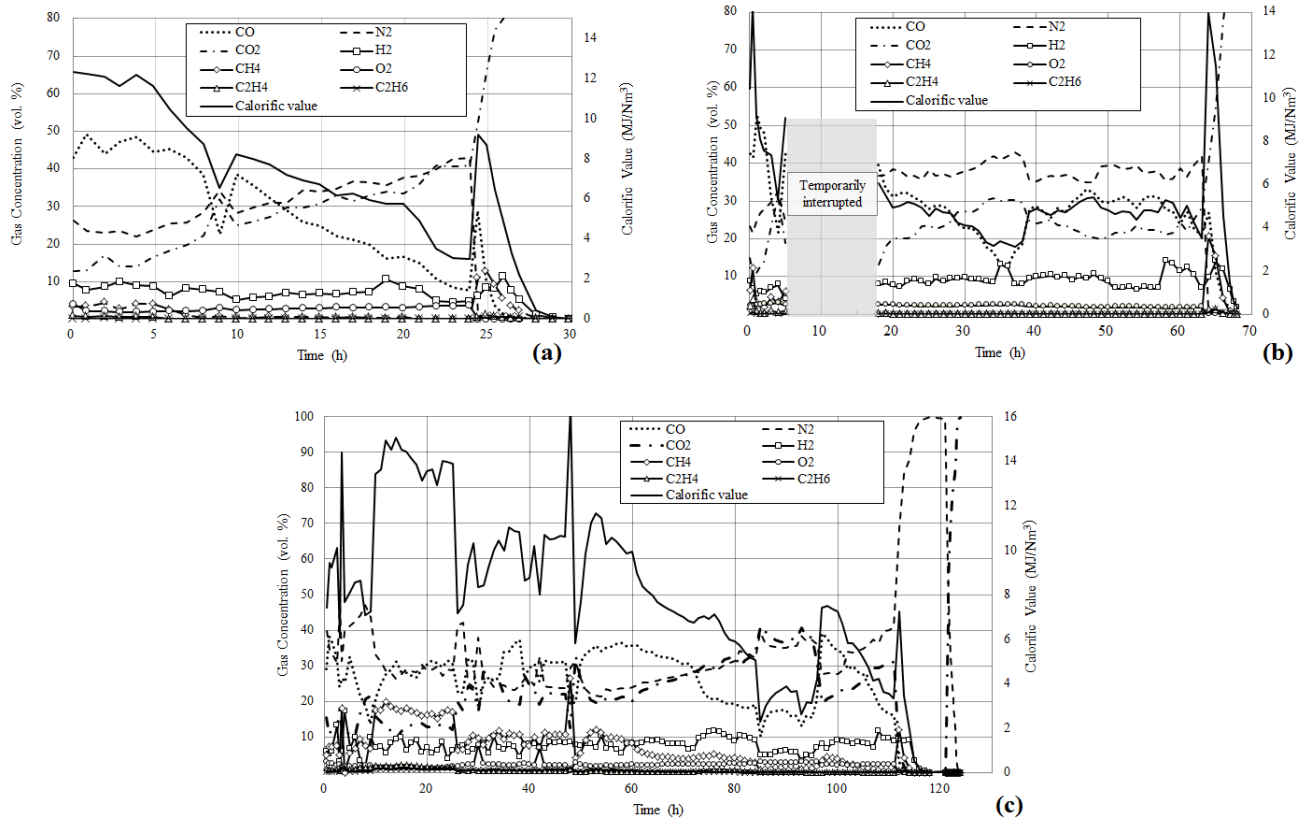 CO N2
CO2 H2
CH4 O2
C2H4 C2H6
Calorific value
Gas Concentration (vol. %)
80
70
60
50
40
30
20
10
0
Calorific Value (MJ/Nm³)
14
12
10
8
6
4
2
0
0 5 10 15 20 25 30
Time (h)
(a)
CO N2
CO2 H2
CH4 O2
C2H4 C2H6
Calorific value
Temporarily
interrupted
Gas Concentration (vol. %)
80
70
60
50
40
30
20
10
Calorific Value (MJ/Nm³)
14
12
10
8
6
4
2
0
0 10 20 30 40 50 60 68
Time (h)
(b)
CO N2
CO2 H2
CH4 O2
C2H4 C2H6
Calorific value
Gas Concentration (vol. %)
100
90
80
70
60
50
40
30
20
10
Calorific Value (MJ/Nm³)
16
14
12
10
8
6
4
2
0
0 20 40 60 80 100 120
Time (h)
(c)